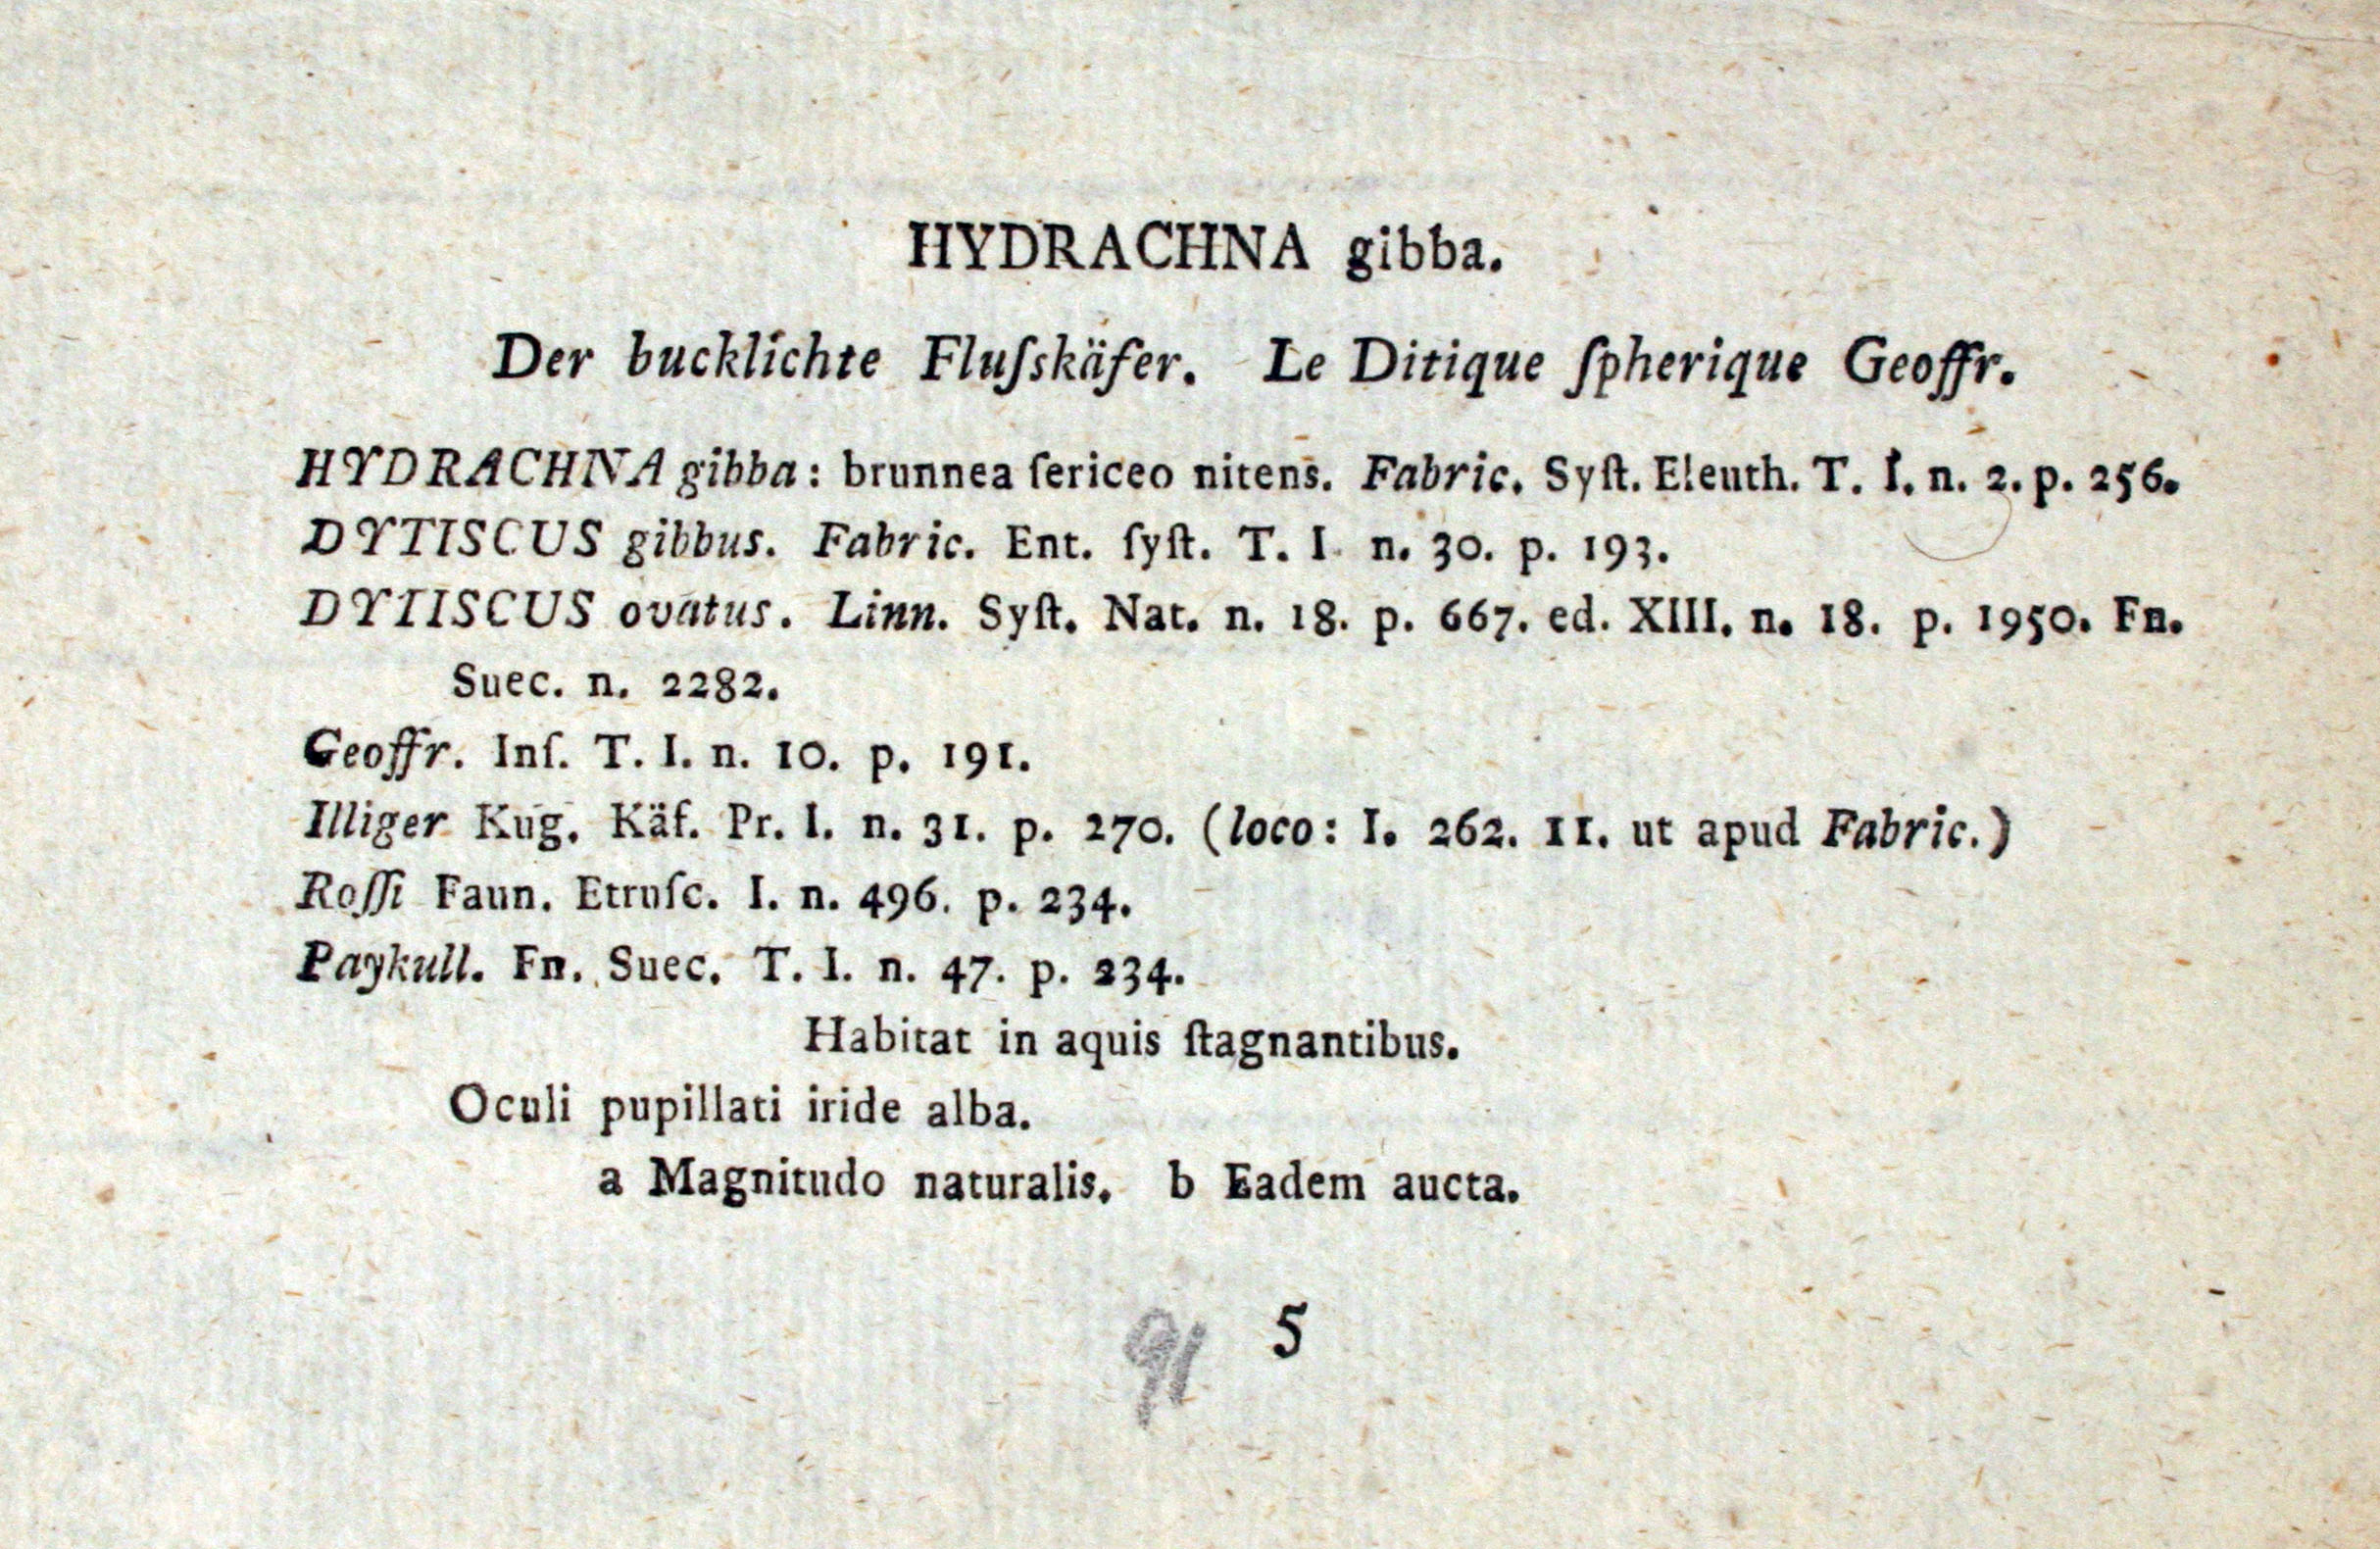 HYDRACHNA gibba.
Der bucklichte Fluſskäfer. Le Ditique ſpherique Geoffr.
HYDRACHNA gibba: brunnea ſericeo nitens. Fabric. Syſt. Eleuth. T. I. n. 2. p. 256.
DYTISCUS gibbus. Fabric. Ent. ſyſt. T. I. n. 30. p. 193.
DYTISCUS ovatus. Linn. Syſt. Nat. n. 18. p. 667. ed. XIII. n. 18. p. 1950. Fn.
Suec. n. 2282.
Geoffr. Inſ. T. I. n. 10. p. 191.
Illiger Kug. Käf. Pr. I. n. 31. p. 270. (loco: I. 262. 11. ut apud Fabric.)
Roſſi Faun. Etruſc. I. n. 496. p. 234.
Paykull. Fn. Suec. T. I. n. 47. p. 234.
Habitat in aquis ſtagnantibus.
Oculi pupillati iride alba.
a Magnitudo naturalis. b Eadem aucta.
91 5